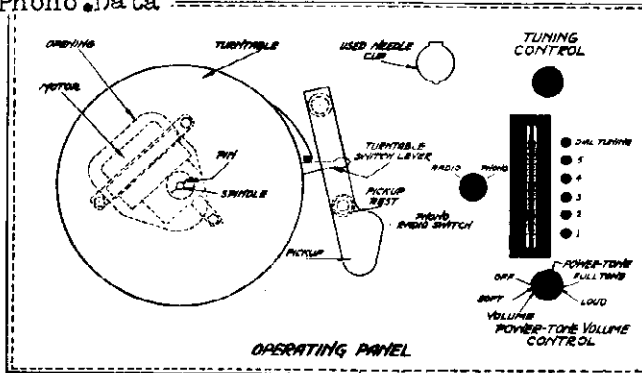 Phono. Data
OPENING
TURNTABLE
USED NEEDLE
CUP
TUNING
CONTROL
MOTOR
PIN
SPINDLE
TURNTABLE
SWITCH LEVER
RADIO
PHONO
DIAL TUNING
5
4
3
2
1
PICKUP
REST
PHONO
RADIO SWITCH
PICKUP
POWER-TONE
OFF
FULL TONE
SOFT
LOUD
VOLUME
POWER-TONE VOLUME
CONTROL
OPERATING PANEL